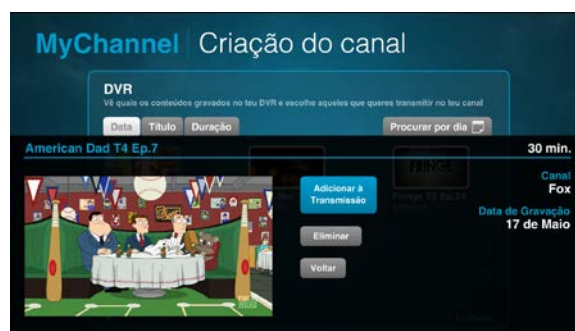 MyChannel Criação do canal
DVR
Vê quais os conteúdos gravados no teu DVR e escolhe aqueles que queres transmitir no teu canal
Data Título Duração Procurar por dia
American Dad T4 Ep.7 30 min.
Canal
Fox
Data de Gravação
17 de Maio
Adicionar à
Transmissão
Eliminar
Voltar
FRINGE
Fringe T3 Ep.24